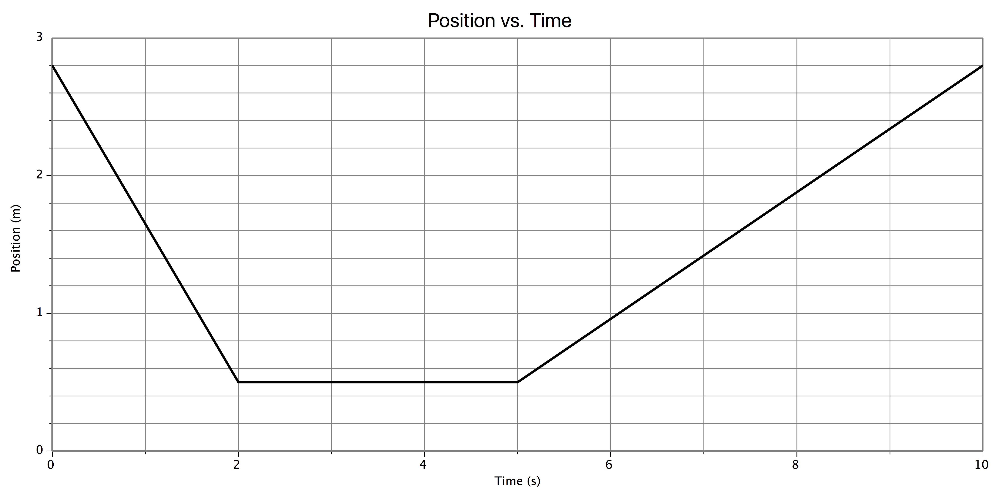 Position vs. Time
3
2
1
0
Position (m)
0 2 4 6 8 10
Time (s)